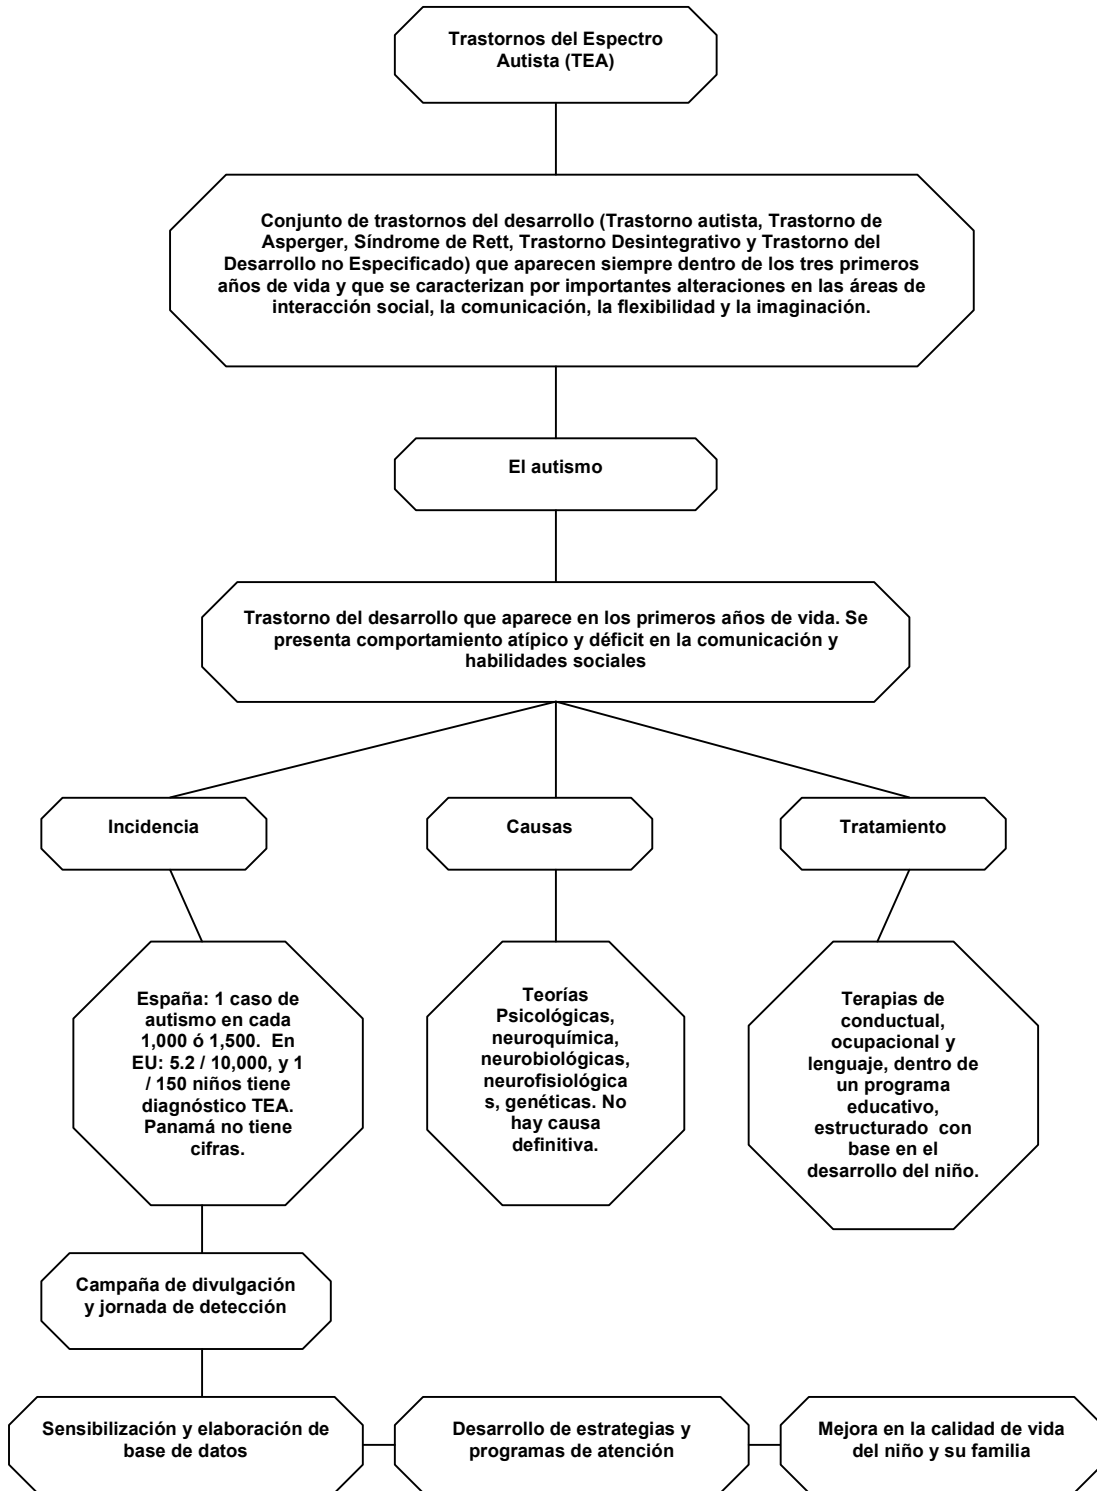 Trastornos del Espectro
Autista (TEA)
Conjunto de trastornos del desarrollo (Trastorno autista, Trastorno de
Asperger, Síndrome de Rett, Trastorno Desintegrativo y Trastorno del
Desarrollo no Especificado) que aparecen siempre dentro de los tres primeros
años de vida y que se caracterizan por importantes alteraciones en las áreas de
interacción social, la comunicación, la flexibilidad y la imaginación.
El autismo
Trastorno del desarrollo que aparece en los primeros años de vida. Se
presenta comportamiento atípico y déficit en la comunicación y
habilidades sociales
Incidencia
Causas
Tratamiento
España: 1 caso de
autismo en cada
1,000 ó 1,500. En
EU: 5.2 / 10,000, y 1
/ 150 niños tiene
diagnóstico TEA.
Panamá no tiene
cifras.
Teorías
Psicológicas,
neuroquímica,
neurobiológicas,
neurofisiológica
s, genéticas. No
hay causa
definitiva.
Terapias de
conductual,
ocupacional y
lenguaje, dentro de
un programa
educativo,
estructurado con
base en el
desarrollo del niño.
Campaña de divulgación
y jornada de detección
Sensibilización y elaboración de
base de datos
Desarrollo de estrategias y
programas de atención
Mejora en la calidad de vida
del niño y su familia